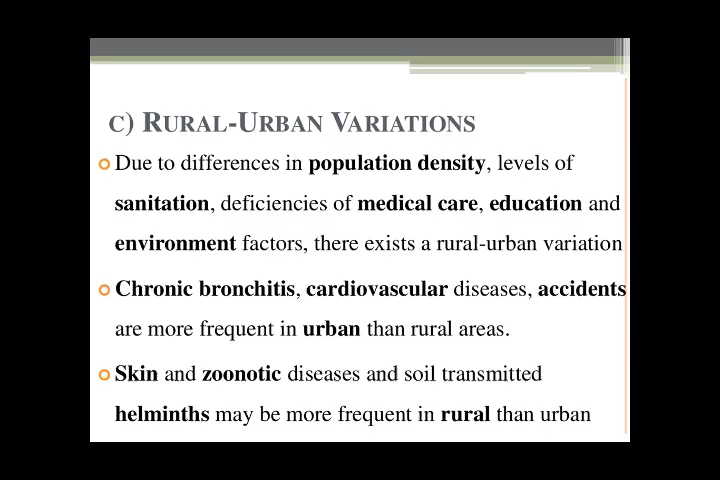 C) RURAL-URBAN VARIATIONS
Due to differences in population density, levels of
sanitation, deficiencies of medical care, education and
environment factors, there exists a rural-urban variation
Chronic bronchitis, cardiovascular diseases, accidents
are more frequent in urban than rural areas.
Skin and zoonotic diseases and soil transmitted
helminths may be more frequent in rural than urban